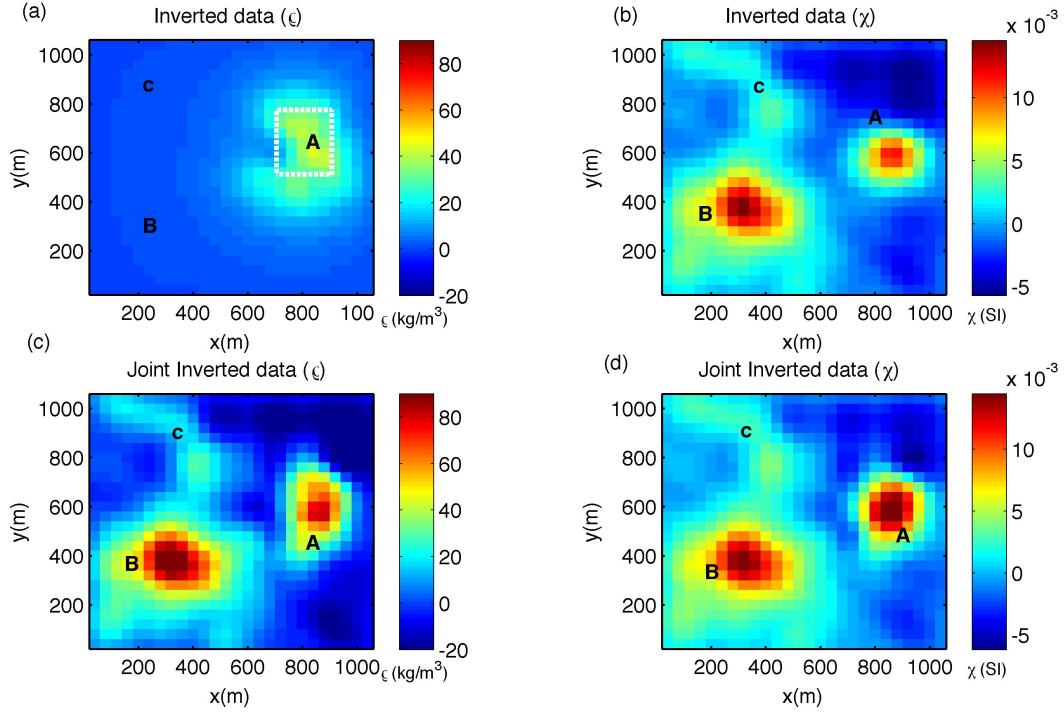 (a)
Inverted data (ϱ)
1000
800
600
400
200
y(m)
200 400 600 800 1000
x(m)
c
A
B
80
60
40
20
0
-20
ϱ (kg/m³)
(b)
Inverted data (χ)
x 10⁻³
1000
800
600
400
200
y(m)
200 400 600 800 1000
x(m)
c
A
B
10
5
0
-5
χ (SI)
(c)
Joint Inverted data (ϱ)
1000
800
600
400
200
y(m)
200 400 600 800 1000
x(m)
c
A
B
80
60
40
20
0
-20
ϱ (kg/m³)
(d)
Joint Inverted data (χ)
x 10⁻³
1000
800
600
400
200
y(m)
200 400 600 800 1000
x(m)
c
A
B
10
5
0
-5
χ (SI)